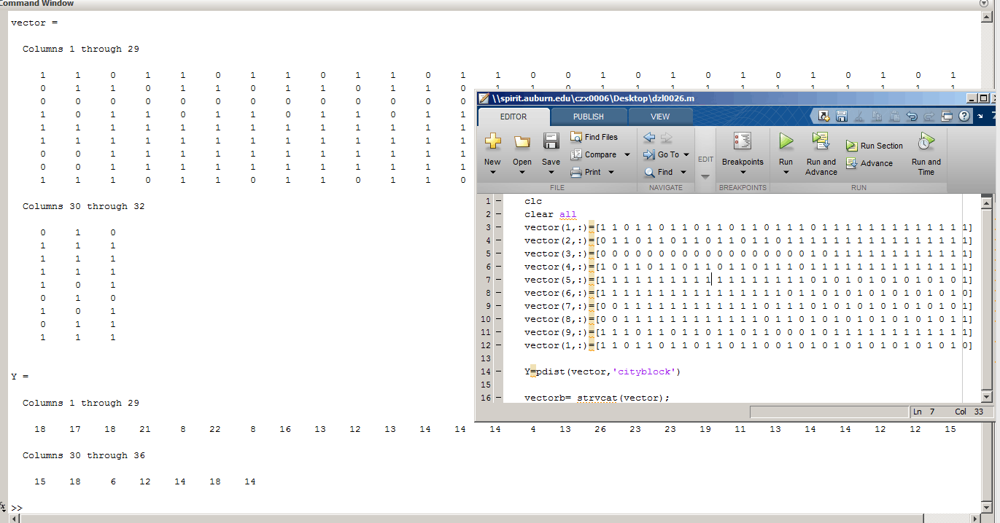 Command Window
vector =
Columns 1 through 29
1 1 0 1 1 0 1 1 0 1 1 0 1 1 0 0 1 0 1 0 1 0 1 0 1 0 1
0 1 1 0 1 1 0 1 1 0 1 1 0
0 0 0 0 0 0 0 0 0 0 0 0 0
1 0 1 1 0 1 1 0 1 1 0 1 1
1 1 1 1 1 1 1 1 1 1 1 1 1
1 1 1 1 1 1 1 1 1 1 1 1 1
0 0 1 1 1 1 1 1 1 1 1 1 1
0 0 1 1 1 1 1 1 1 1 1 1 1
1 1 1 0 1 1 0 1 1 0 1 1 0
Columns 30 through 32
0 1 0
1 1 1
1 1 1
1 1 1
1 0 1
0 1 0
1 0 1
0 1 1
1 1 1
Y =
Columns 1 through 29
18 17 18 21 8 22 8 16 13 12 13 14 14 14 4 13 26 23 23 19 11 13 14 14 12 12 15
Columns 30 through 36
15 18 6 12 14 18 14
fx >>
\\spirit.auburn.edu\czx0006\Desktop\dzl0026.m
EDITOR PUBLISH VIEW
New Open Save Find Files Compare Print Go To Find EDIT Breakpoints Run Run and Advance Run Section Advance Run and Time
FILE NAVIGATE BREAKPOINTS RUN
1 clc
2 clear all
3 vector(1,:)=[1 1 0 1 1 0 1 1 0 1 1 0 1 1 0 1 1 1 0 1 1 1 1 1 1 1 1 1 1 1 1 1]
4 vector(2,:)=[0 1 1 0 1 1 0 1 1 0 1 1 0 1 1 0 1 1 1 1 1 1 1 1 1 1 1 1 1 1 1 1]
5 vector(3,:)=[0 0 0 0 0 0 0 0 0 0 0 0 0 0 0 0 0 0 1 0 1 1 1 1 1 1 1 1 1 1 1 1]
6 vector(4,:)=[1 0 1 1 0 1 1 0 1 1 0 1 1 0 1 1 1 0 1 1 1 1 1 1 1 1 1 1 1 1 1 1]
7 vector(5,:)=[1 1 1 1 1 1 1 1 1 1 1 1 1 1 1 1 1 1 0 1 0 1 0 1 0 1 0 1 0 1 0 1]
8 vector(6,:)=[1 1 1 1 1 1 1 1 1 1 1 1 1 1 1 1 0 1 1 1 0 1 0 1 0 1 0 1 0 1 0]
9 vector(7,:)=[0 0 1 1 1 1 1 1 1 1 1 1 1 1 0 1 1 1 0 1 0 1 0 1 0 1 0 1 0 1 0 1]
10 vector(8,:)=[0 0 1 1 1 1 1 1 1 1 1 1 1 1 1 1 0 1 0 1 0 1 0 1 0 1 0 1 0 1 1]
11 vector(9,:)=[1 1 1 0 1 1 0 1 1 0 1 1 0 1 1 0 0 0 1 0 1 1 1 1 1 1 1 1 1 1 1 1]
12 vector(1,:)=[1 1 0 1 1 0 1 1 0 1 1 0 1 1 0 0 1 0 1 0 1 0 1 0 1 0 1 0 1 0 1 0]
13
14 Y=pdist(vector,'cityblock')
15
16 vectorb= strvcat(vector);
Ln 7 Col 33